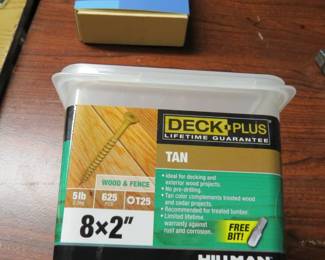 DECK PLUS
LIFETIME GUARANTEE
TAN
WOOD & FENCE
5lb
625
T25
8×2"
• Ideal for decking and
exterior wood projects.
• No pre-drilling.
• Tan color complements treated wood
and cedar projects.
• Recommended for treated lumber.
• Limited lifetime
warranty against
rust and corrosion.
FREE
BIT!
HILLMAN